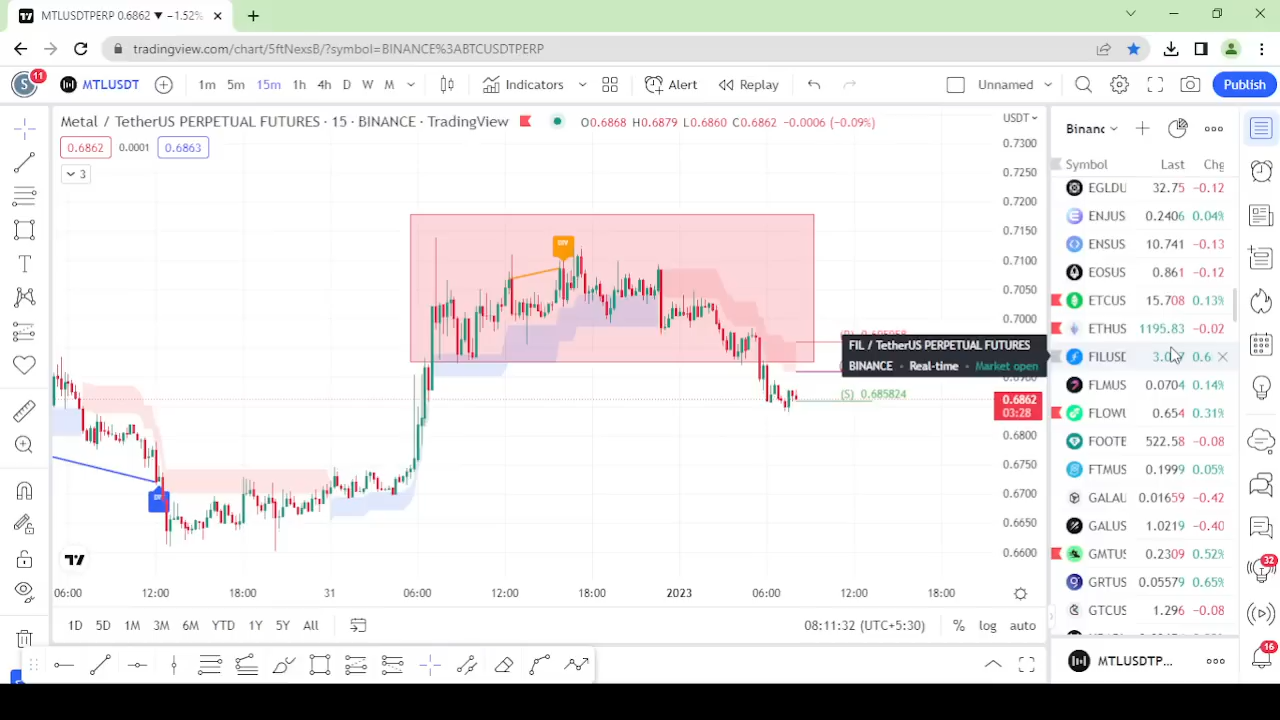 MTLUSDTPERP 0.6862 ▼ −1.52%
tradingview.com/chart/5ftNexsB/?symbol=BINANCE%3ABTCUSDTPERP
S 11 MTLUSDT 1m 5m 15m 1h 4h D W M Indicators Alert Replay Unnamed Publish
Metal / TetherUS PERPETUAL FUTURES · 15 · BINANCE · TradingView O0.6868 H0.6879 L0.6860 C0.6862 −0.0006 (−0.09%)
0.6862 0.0001 0.6863
3
USDT
0.7300
0.7250
0.7200
0.7150
0.7100
0.7050
0.7000
0.6900
0.6862
03:28
0.6800
0.6750
0.6700
0.6650
0.6600
(S) 0.685824
FIL / TetherUS PERPETUAL FUTURES
BINANCE · Real-time · Market open
Binanc
Symbol Last Chg
EGLDU 32.75 −0.12
ENJUS 0.2406 0.04%
ENSUS 10.741 −0.13
EOSUS 0.861 −0.12
ETCUS 15.708 0.13%
ETHUS 1195.83 −0.02
FILUSD 0.6
FLMUS 0.0704 0.14%
FLOWU 0.654 0.31%
FOOTB 522.58 −0.08
FTMUS 0.1999 0.05%
GALAU 0.01659 −0.42
GALUS 1.0219 −0.40
GMTUS 0.2309 0.52%
GRTUS 0.05579 0.65%
GTCUS 1.296 −0.08
06:00 12:00 18:00 31 06:00 12:00 18:00 2023 06:00 12:00 18:00
1D 5D 1M 3M 6M YTD 1Y 5Y All 08:11:32 (UTC+5:30) % log auto
MTLUSDTP...
32
16